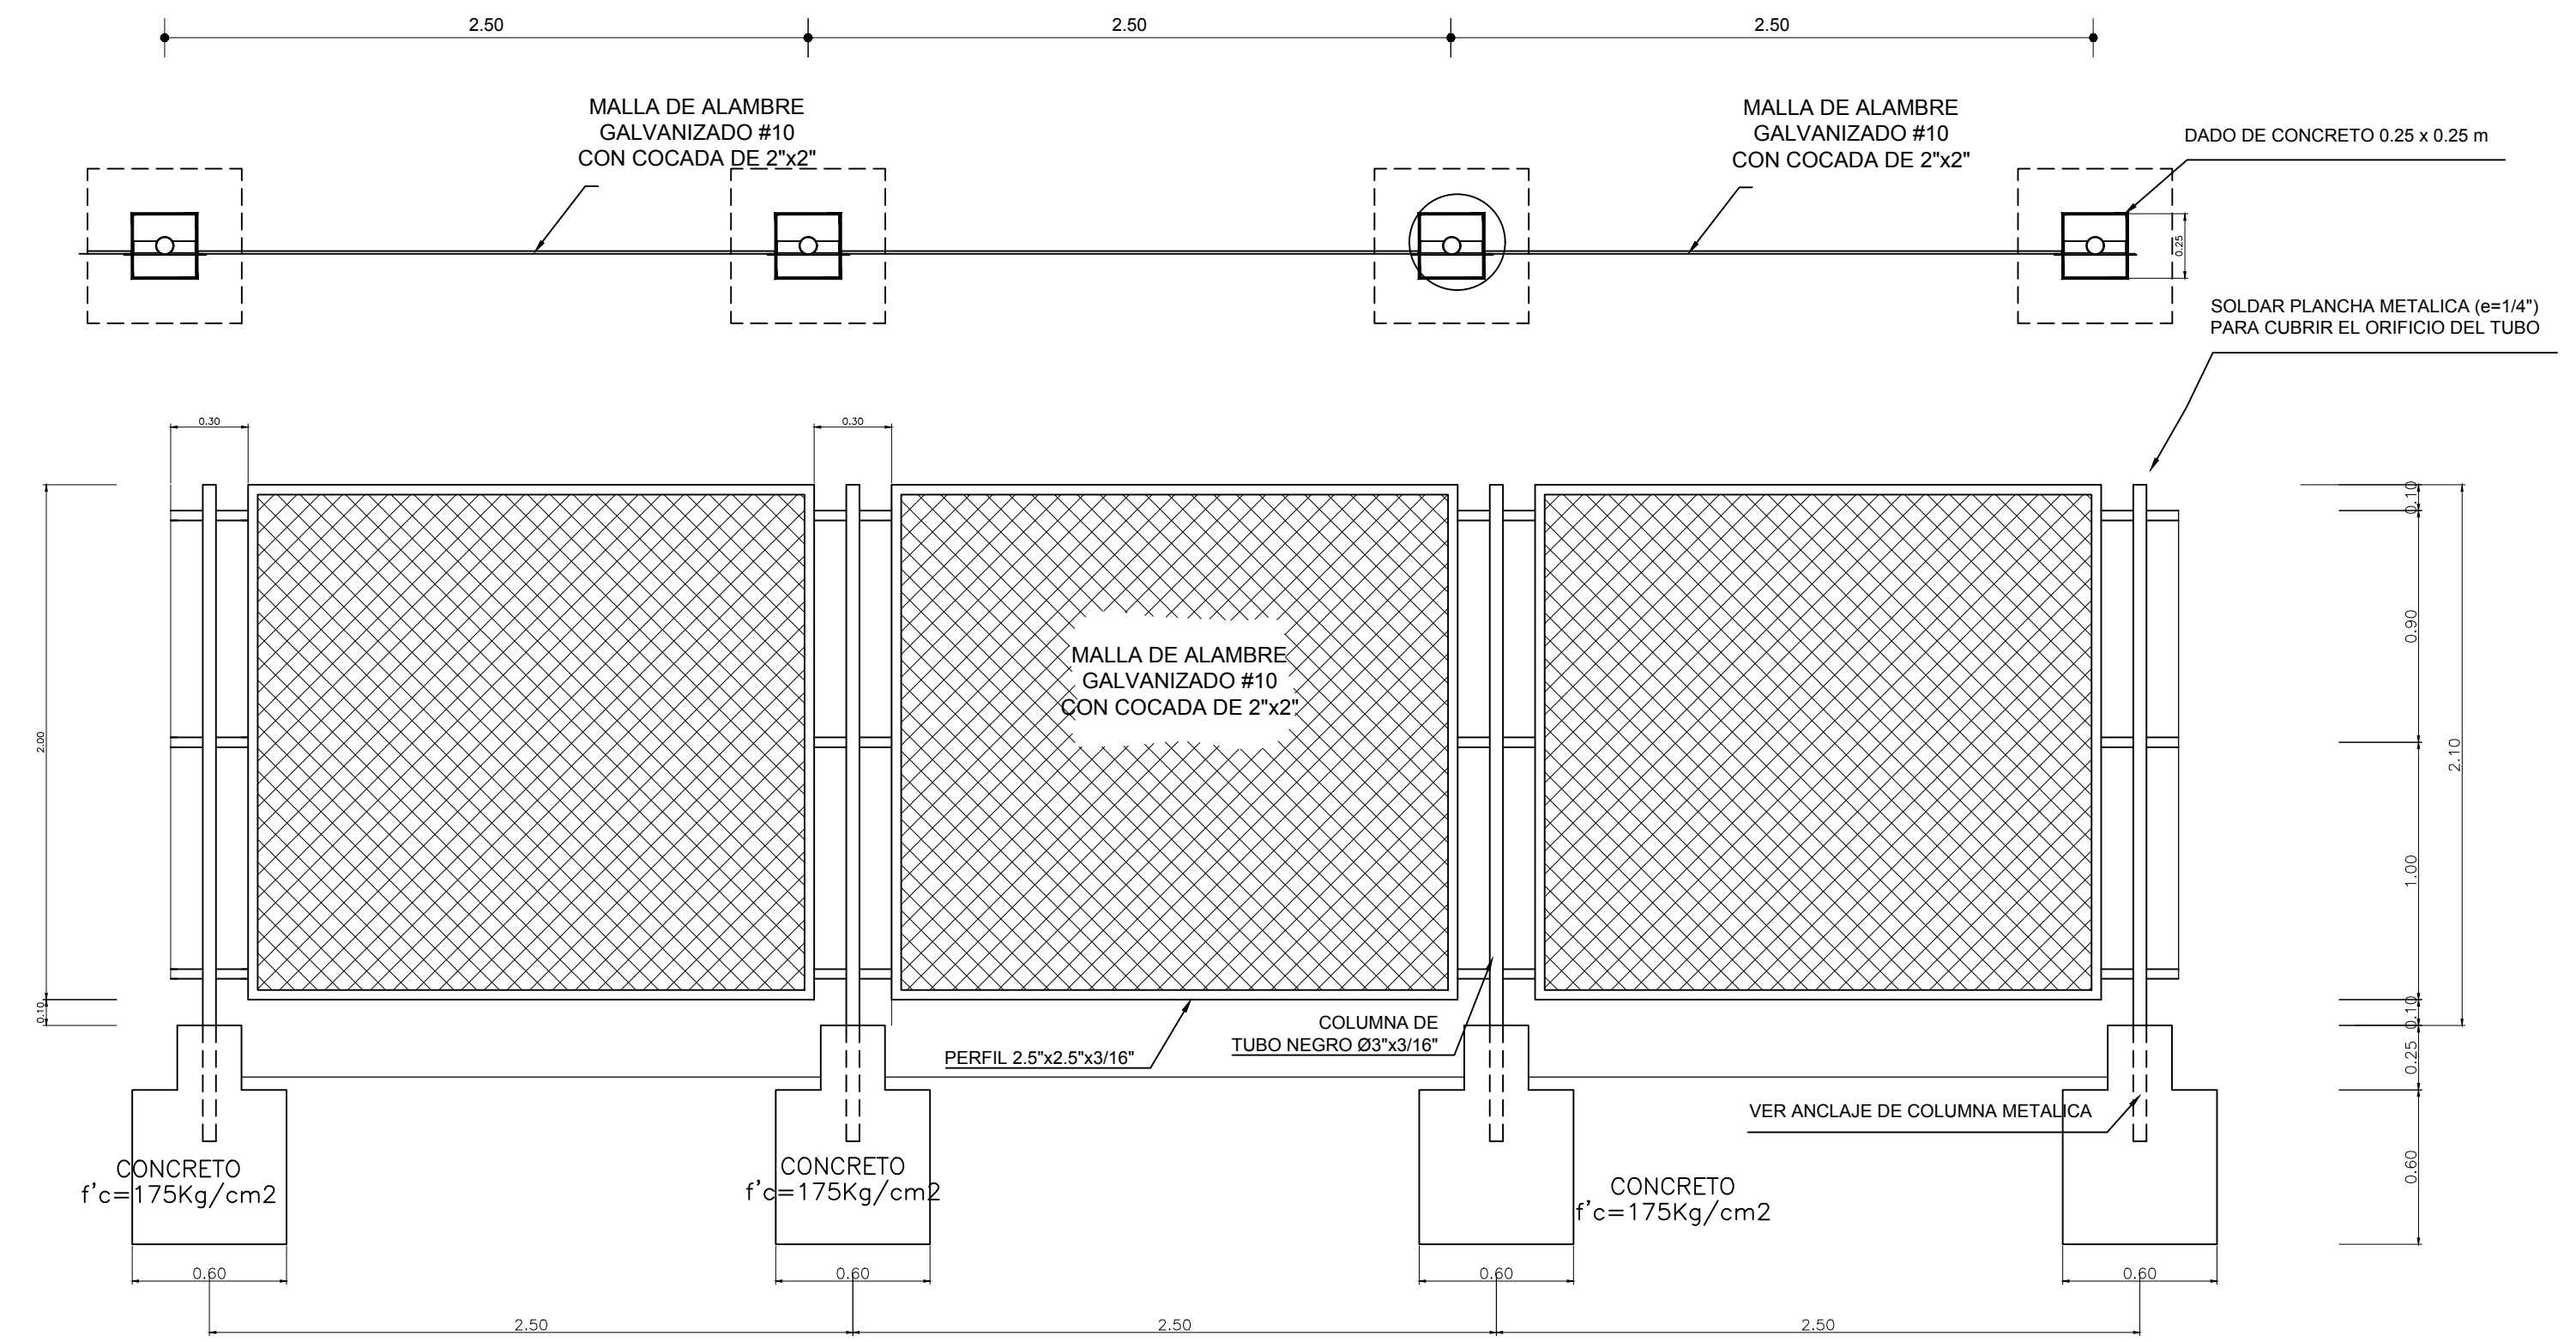 2.50
2.50
2.50
MALLA DE ALAMBRE
GALVANIZADO #10
CON COCADA DE 2"x2"
MALLA DE ALAMBRE
GALVANIZADO #10
CON COCADA DE 2"x2"
DADO DE CONCRETO 0.25 x 0.25 m
0.25
SOLDAR PLANCHA METALICA (e=1/4")
PARA CUBRIR EL ORIFICIO DEL TUBO
0.30
0.30
0.10
0.90
2.00
MALLA DE ALAMBRE
GALVANIZADO #10
CON COCADA DE 2"x2"
2.10
1.00
0.10
0.10
COLUMNA DE
TUBO NEGRO Ø3"x3/16"
PERFIL 2.5"x2.5"x3/16"
0.25
VER ANCLAJE DE COLUMNA METALICA
CONCRETO
f'c=175Kg/cm2
CONCRETO
f'c=175Kg/cm2
CONCRETO
f'c=175Kg/cm2
0.60
0.60
0.60
0.60
0.60
2.50
2.50
2.50